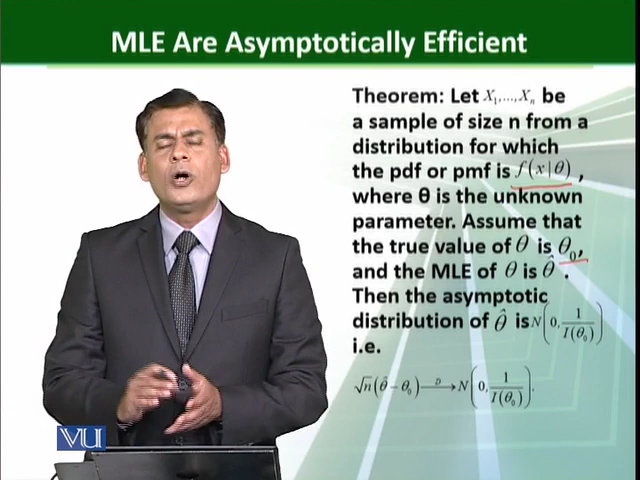 MLE Are Asymptotically Efficient
Theorem: Let X₁,...,Xₙ be
a sample of size n from a
distribution for which
the pdf or pmf is f(x|θ) ,
where θ is the unknown
parameter. Assume that
the true value of θ is θ₀,
and the MLE of θ is θ̂ .
Then the asymptotic
distribution of θ̂ is N(0, 1/I(θ₀))
i.e.
√n(θ̂ − θ₀) —D→ N(0, 1/I(θ₀)).
VU